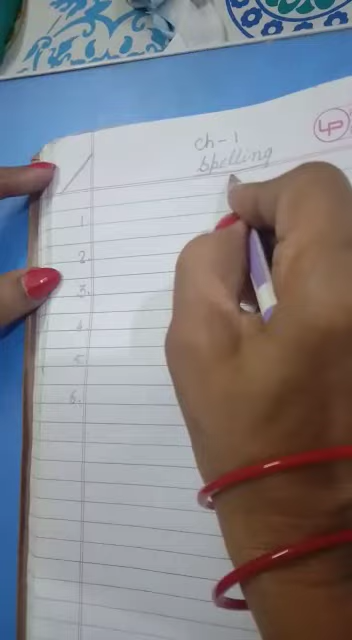 Ch-1
Spelling
LP
1.
2.
3.
4.
5.
6.